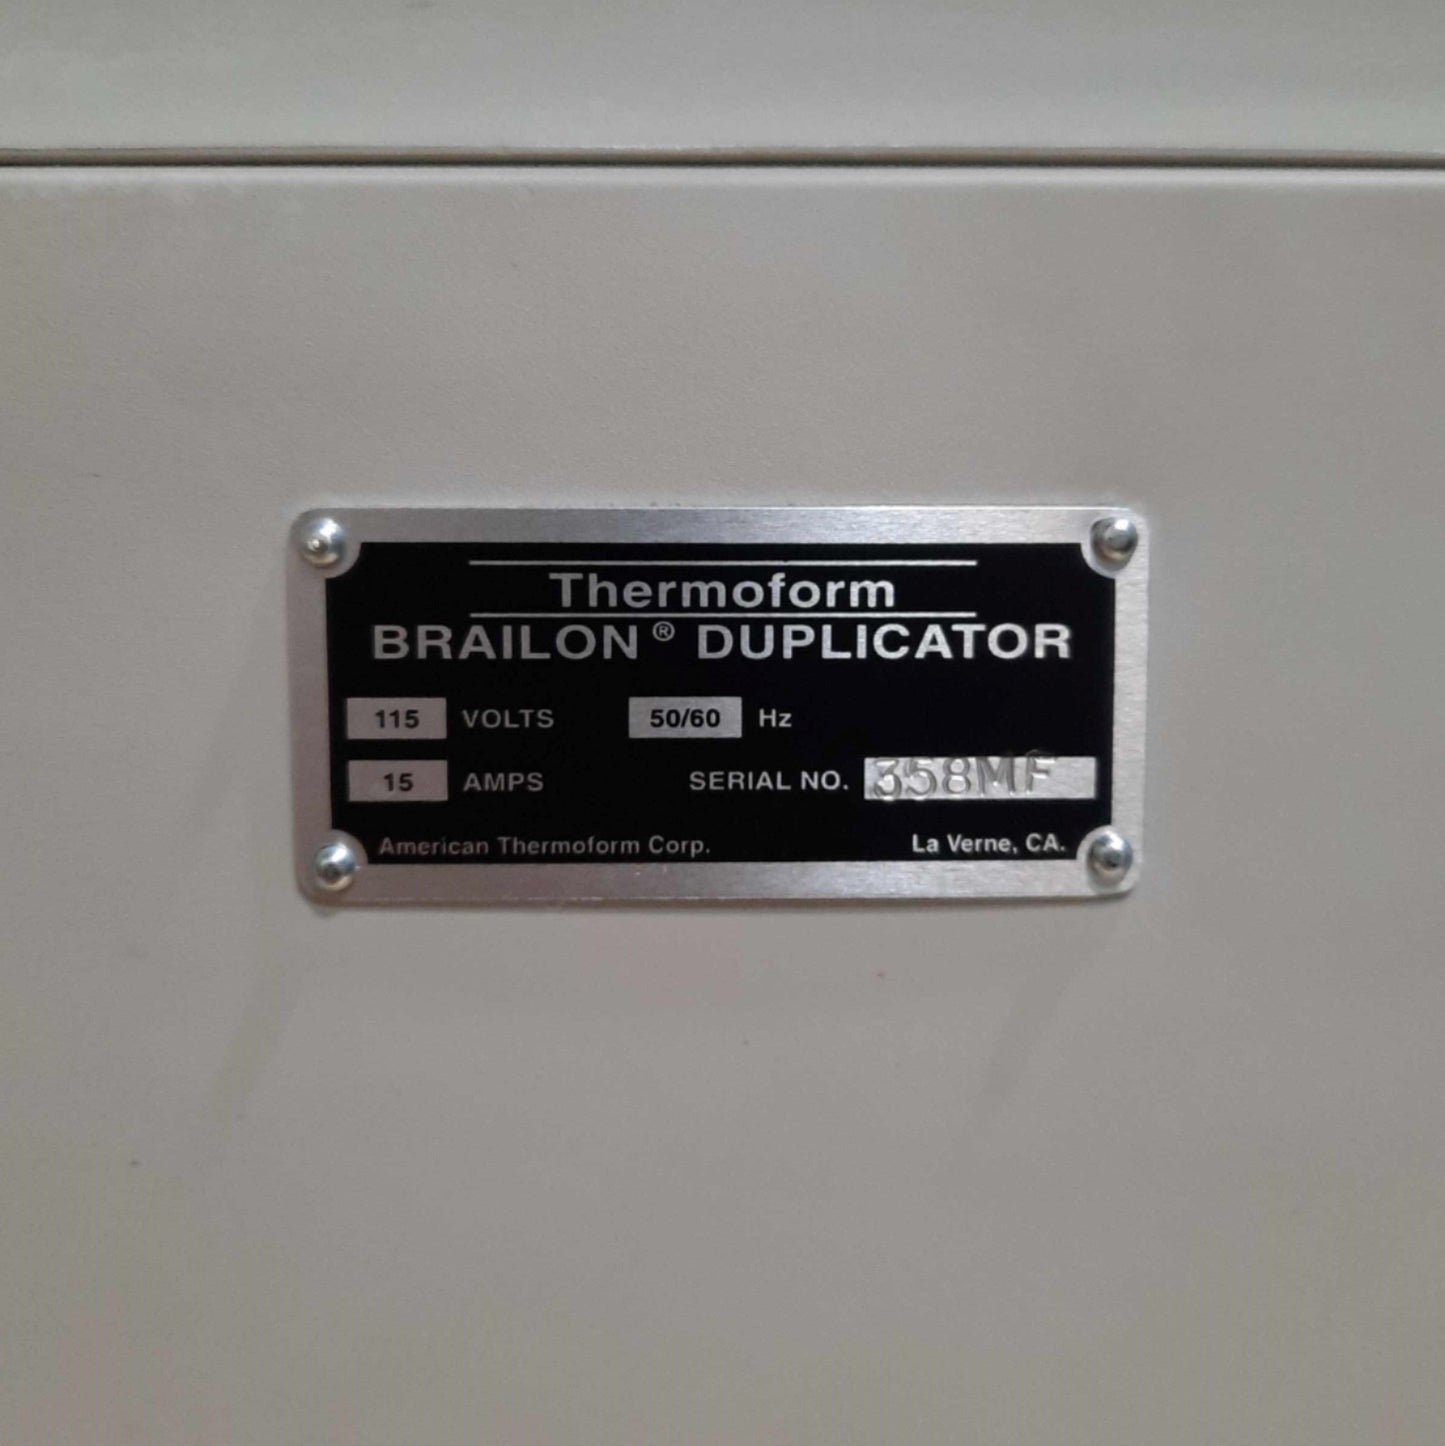 Thermoform
BRAILON® DUPLICATOR
115 VOLTS 50/60 Hz
15 AMPS SERIAL NO. 358MF
American Thermoform Corp. La Verne, CA.